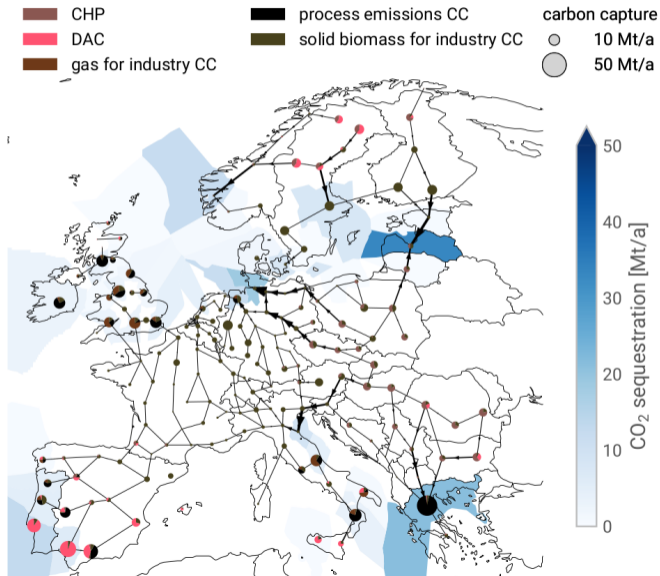 CHP
DAC
gas for industry CC
process emissions CC
solid biomass for industry CC
carbon capture
10 Mt/a
50 Mt/a
50
40
30
20
10
0
CO₂ sequestration [Mt/a]